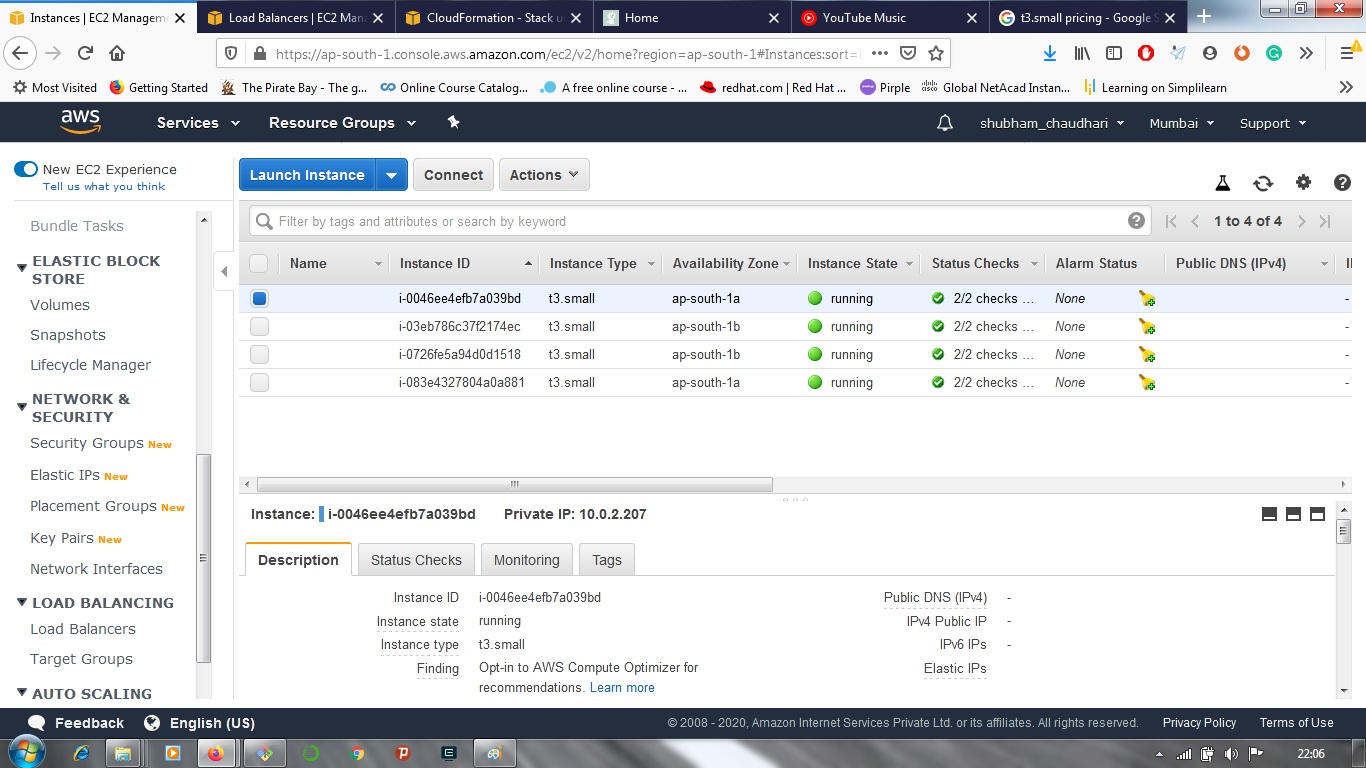 Instances | EC2 Managem
Load Balancers | EC2 Man
CloudFormation - Stack u
Home
YouTube Music
t3.small pricing - Google S
https://ap-south-1.console.aws.amazon.com/ec2/v2/home?region=ap-south-1#Instances:sort=i
Most Visited
Getting Started
The Pirate Bay - The g...
Online Course Catalog...
A free online course - ...
redhat.com | Red Hat ...
Pirple
Global NetAcad Instan...
Learning on Simplilearn
aws
Services
Resource Groups
shubham_chaudhari
Mumbai
Support
New EC2 Experience
Tell us what you think
Bundle Tasks
ELASTIC BLOCK
STORE
Volumes
Snapshots
Lifecycle Manager
NETWORK &
SECURITY
Security Groups New
Elastic IPs New
Placement Groups New
Key Pairs New
Network Interfaces
LOAD BALANCING
Load Balancers
Target Groups
AUTO SCALING
Launch Instance
Connect
Actions
Filter by tags and attributes or search by keyword
1 to 4 of 4
Name Instance ID Instance Type Availability Zone Instance State Status Checks Alarm Status Public DNS (IPv4)
i-0046ee4efb7a039bd t3.small ap-south-1a running 2/2 checks ... None -
i-03eb786c37f2174ec t3.small ap-south-1b running 2/2 checks ... None -
i-0726fe5a94d0d1518 t3.small ap-south-1b running 2/2 checks ... None -
i-083e4327804a0a881 t3.small ap-south-1a running 2/2 checks ... None -
Instance: i-0046ee4efb7a039bd Private IP: 10.0.2.207
Description
Status Checks
Monitoring
Tags
Instance ID i-0046ee4efb7a039bd Public DNS (IPv4) -
Instance state running IPv4 Public IP -
Instance type t3.small IPv6 IPs -
Finding Opt-in to AWS Compute Optimizer for Elastic IPs
recommendations. Learn more
Feedback
English (US)
© 2008 - 2020, Amazon Internet Services Private Ltd. or its affiliates. All rights reserved.
Privacy Policy
Terms of Use
22:06